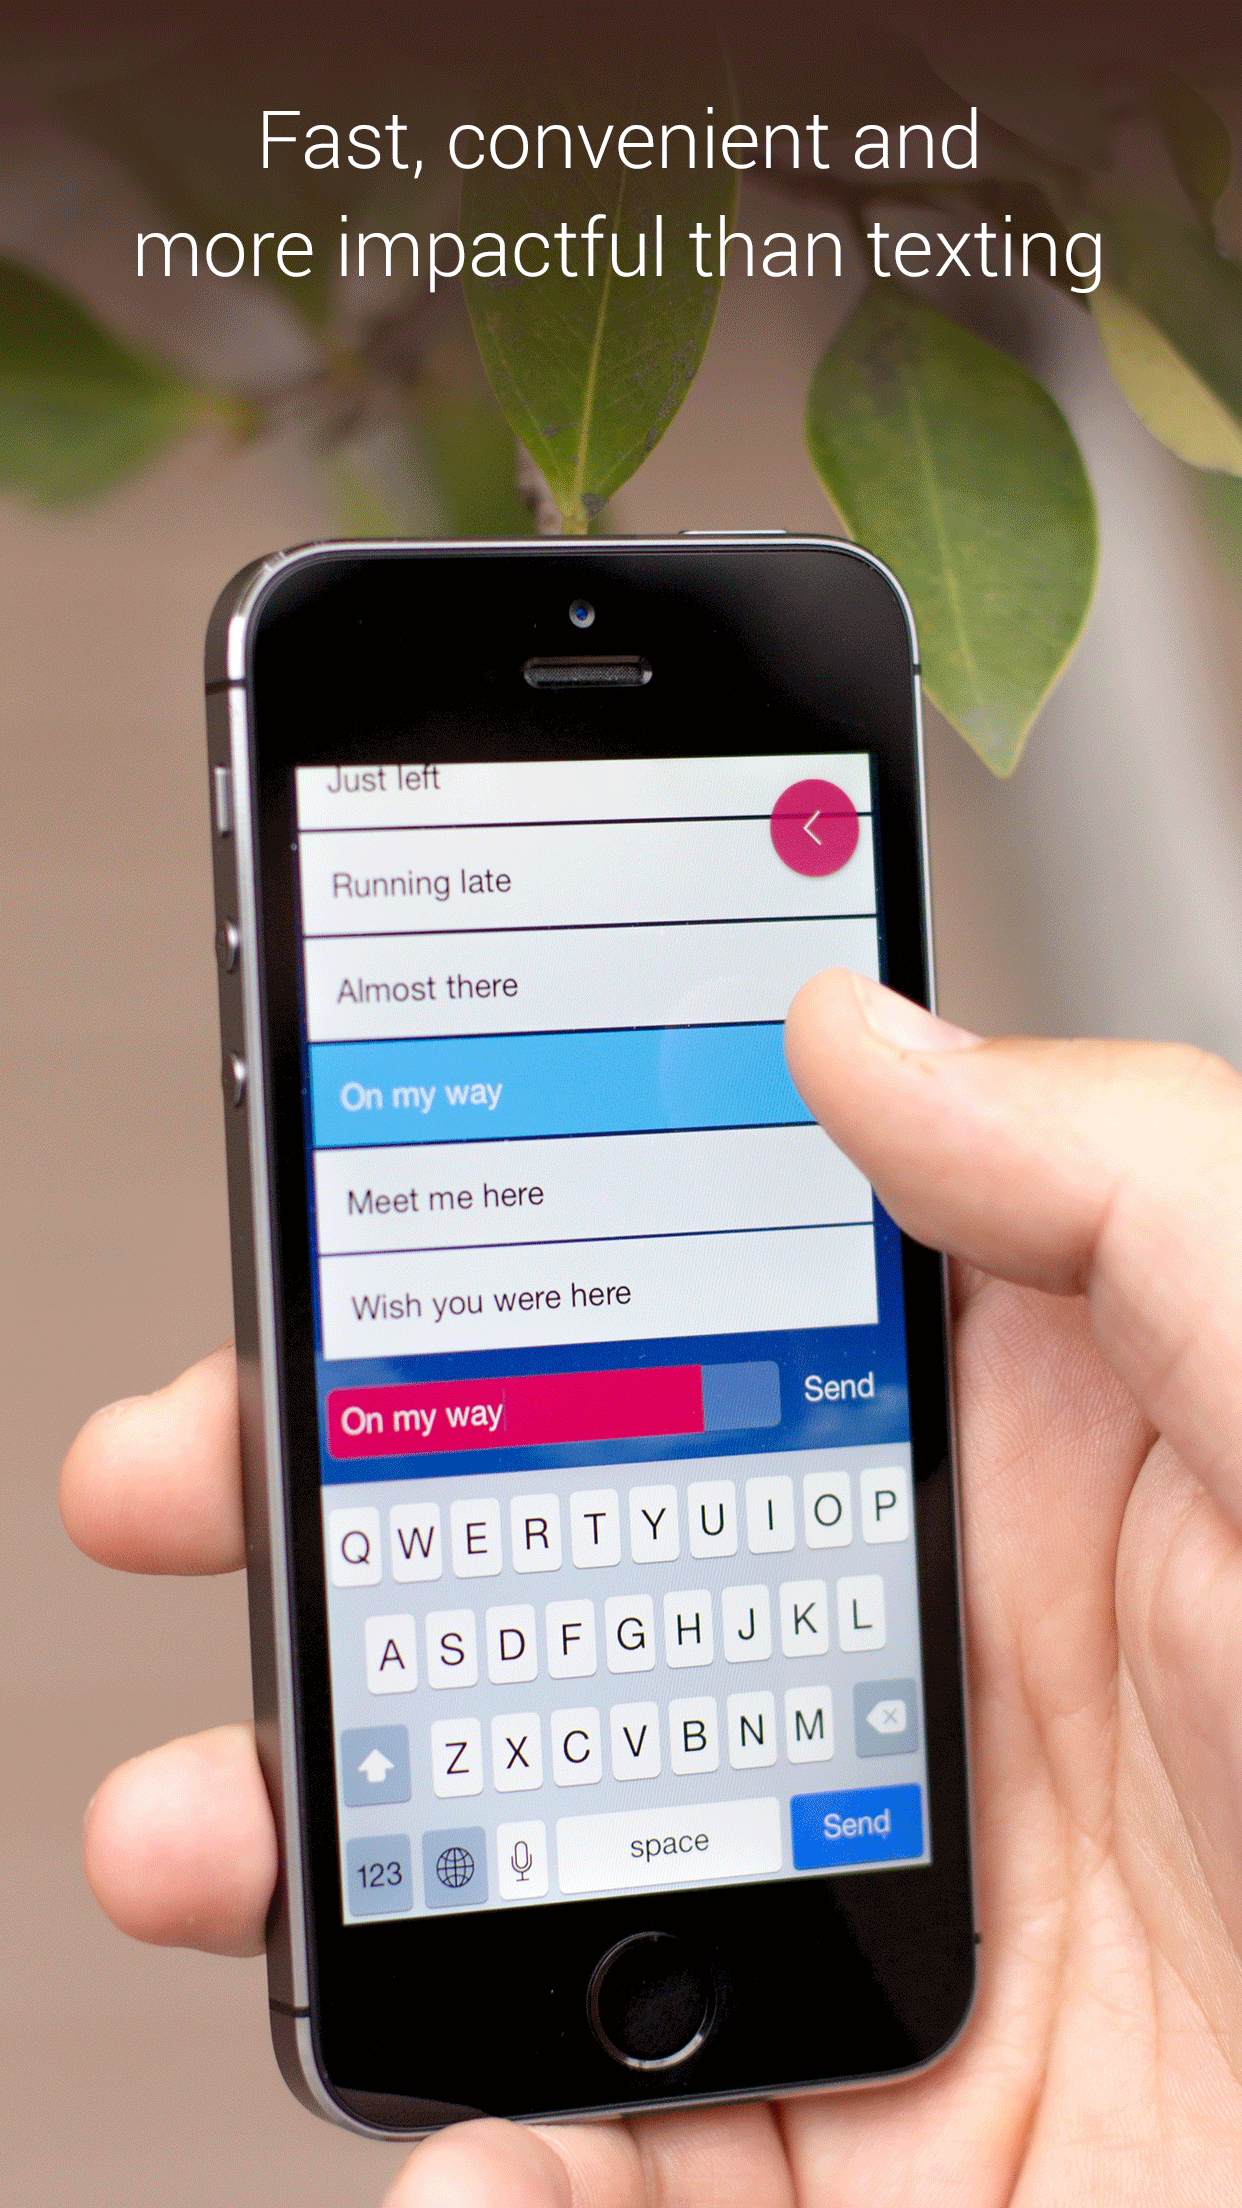 Fast, convenient and
more impactful than texting
Just left
Running late
Almost there
On my way
Meet me here
Wish you were here
On my way
Send
Q W E R T Y U I O P
A S D F G H J K L
Z X C V B N M
123
space
Send